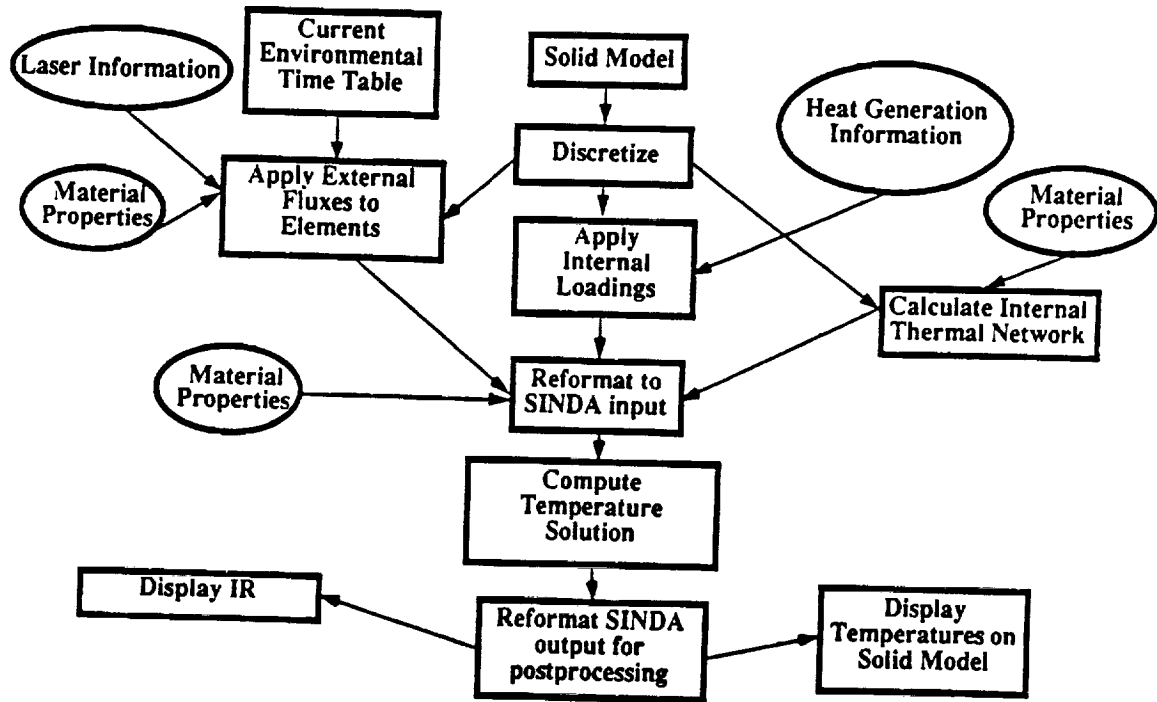 Laser Information
Current
Environmental
Time Table
Solid Model
Heat Generation
Information
Material
Properties
Apply External
Fluxes to
Elements
Discretize
Material
Properties
Apply
Internal
Loadings
Calculate Internal
Thermal Network
Material
Properties
Reformat to
SINDA input
Compute
Temperature
Solution
Display IR
Reformat SINDA
output for
postprocessing
Display
Temperatures on
Solid Model